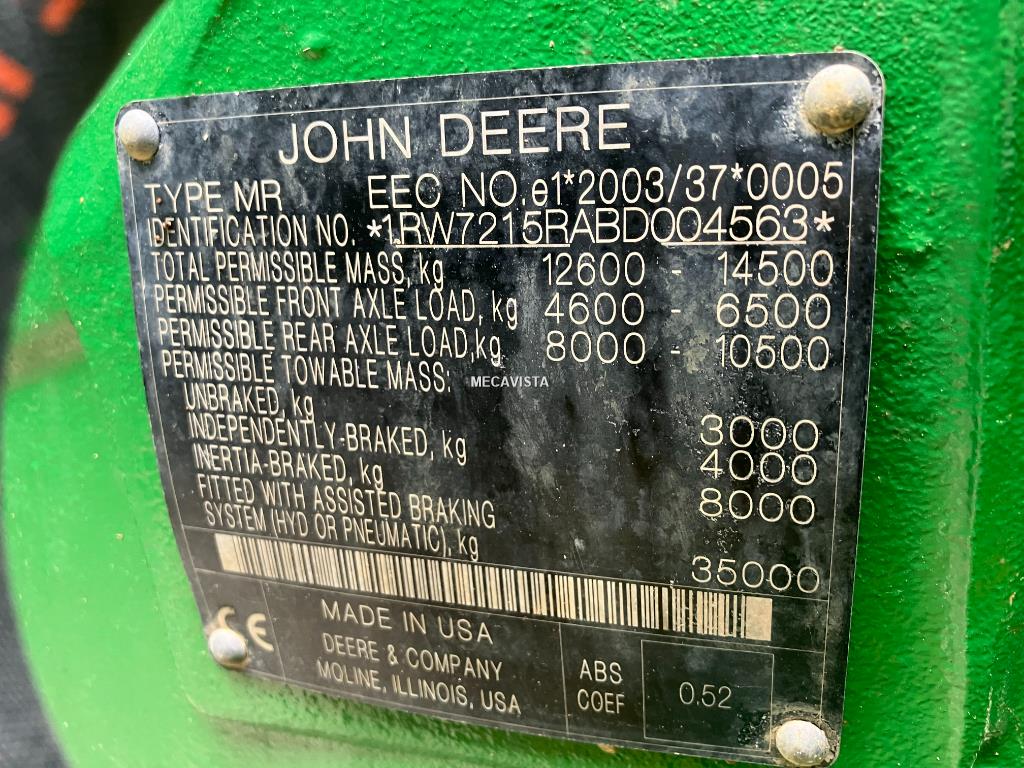 JOHN DEERE
TYPE MR EEC NO. e1*2003/37*0005
IDENTIFICATION NO. *1RW7215RABD004563*
TOTAL PERMISSIBLE MASS, kg 12600 - 14500
PERMISSIBLE FRONT AXLE LOAD, kg 4600 - 6500
PERMISSIBLE REAR AXLE LOAD,kg 8000 - 10500
PERMISSIBLE TOWABLE MASS:
MECAVISTA
UNBRAKED, kg 3000
INDEPENDENTLY-BRAKED, kg 4000
INERTIA-BRAKED, kg 8000
FITTED WITH ASSISTED BRAKING
SYSTEM (HYD OR PNEUMATIC), kg 35000
CE
MADE IN USA
DEERE & COMPANY
MOLINE, ILLINOIS, USA
ABS
COEF
0.52